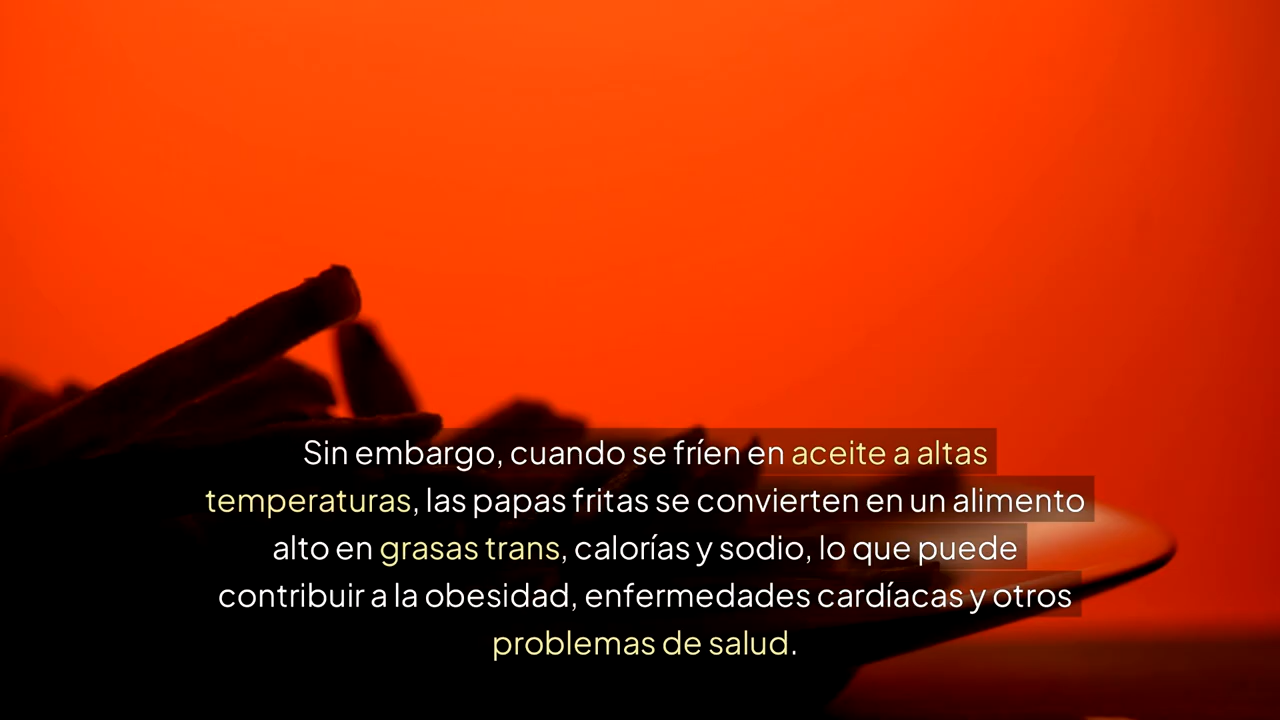 Sin embargo, cuando se fríen en aceite a altas
temperaturas, las papas fritas se convierten en un alimento
alto en grasas trans, calorías y sodio, lo que puede
contribuir a la obesidad, enfermedades cardíacas y otros
problemas de salud.